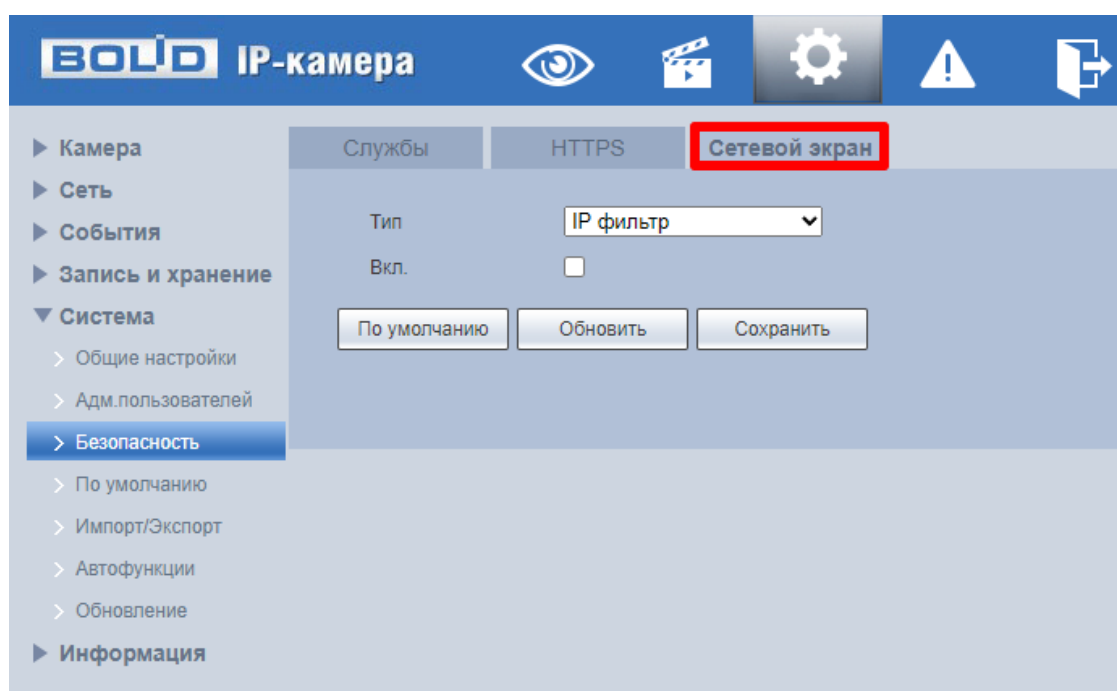 BOLID IP-камера
Камера
Сеть
События
Запись и хранение
Система
Общие настройки
Адм.пользователей
Безопасность
По умолчанию
Импорт/Экспорт
Автофункции
Обновление
Информация
Службы HTTPS Сетевой экран
Тип IP фильтр
Вкл.
По умолчанию Обновить Сохранить